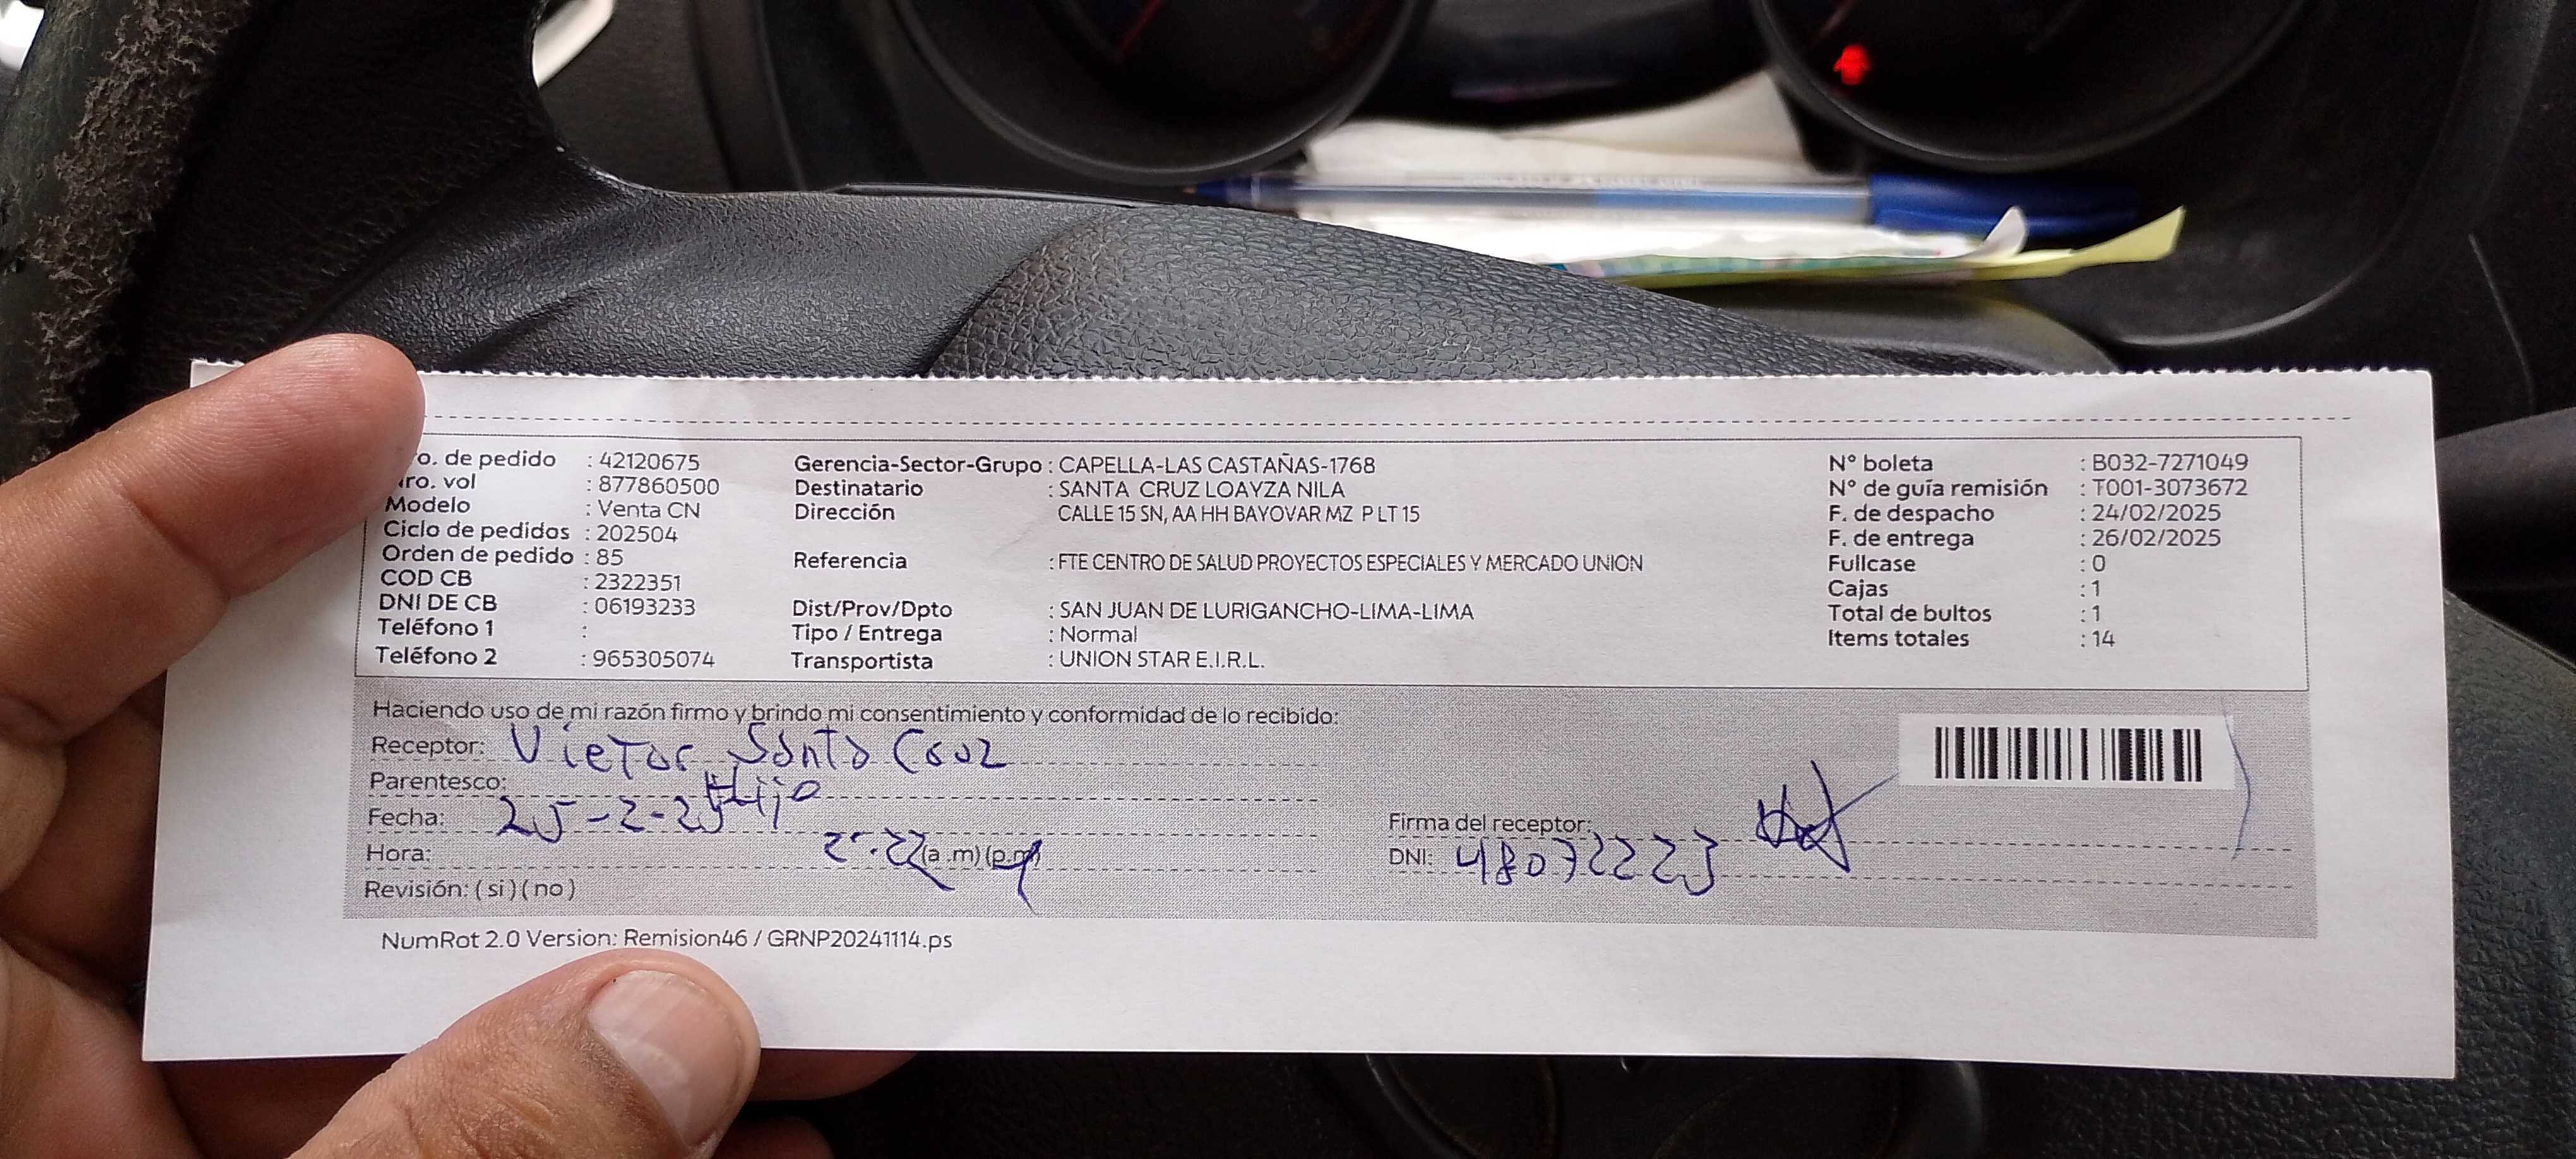 ro. de pedido : 42120675 Gerencia-Sector-Grupo : CAPELLA-LAS CASTAÑAS-1768 N° boleta : B032-7271049
ro. vol : 877860500 Destinatario : SANTA CRUZ LOAYZA NILA N° de guía remisión : T001-3073672
Modelo : Venta CN Dirección CALLE 15 SN, AA HH BAYOVAR MZ P LT 15 F. de despacho : 24/02/2025
Ciclo de pedidos : 202504 F. de entrega : 26/02/2025
Orden de pedido : 85 Referencia : FTE CENTRO DE SALUD PROYECTOS ESPECIALES Y MERCADO UNION Fullcase : 0
COD CB : 2322351 Cajas : 1
DNI DE CB : 06193233 Dist/Prov/Dpto : SAN JUAN DE LURIGANCHO-LIMA-LIMA Total de bultos : 1
Teléfono 1 : Tipo / Entrega : Normal Items totales : 14
Teléfono 2 : 965305074 Transportista : UNION STAR E.I.R.L.
Haciendo uso de mi razón firmo y brindo mi consentimiento y conformidad de lo recibido:
Receptor: Victor Santa Cruz
Parentesco: Hijo
Fecha: 25-2-25 Firma del receptor:
Hora: (a .m) (p.m) DNI: 48072223
Revisión: ( si ) ( no )
NumRot 2.0 Version: Remision46 / GRNP20241114.ps